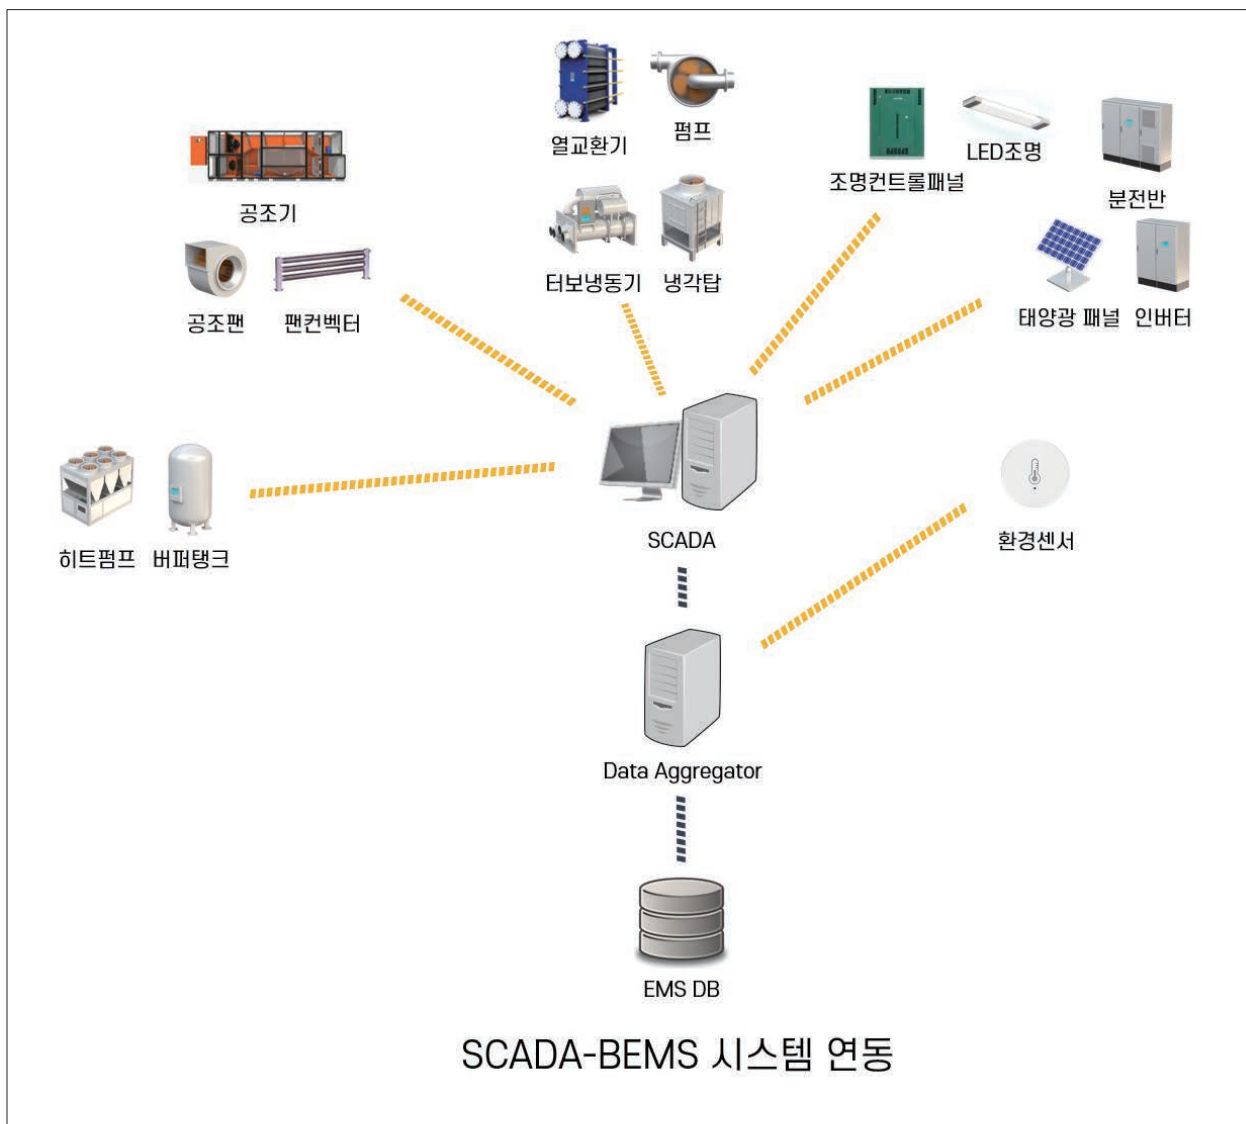 열교환기
펌프
LED조명
조명컨트롤패널
분전반
공조기
터보냉동기
냉각탑
공조팬
팬컨벡터
태양광 패널
인버터
SCADA
환경센서
히트펌프
버퍼탱크
Data Aggregator
EMS DB
SCADA-BEMS 시스템 연동